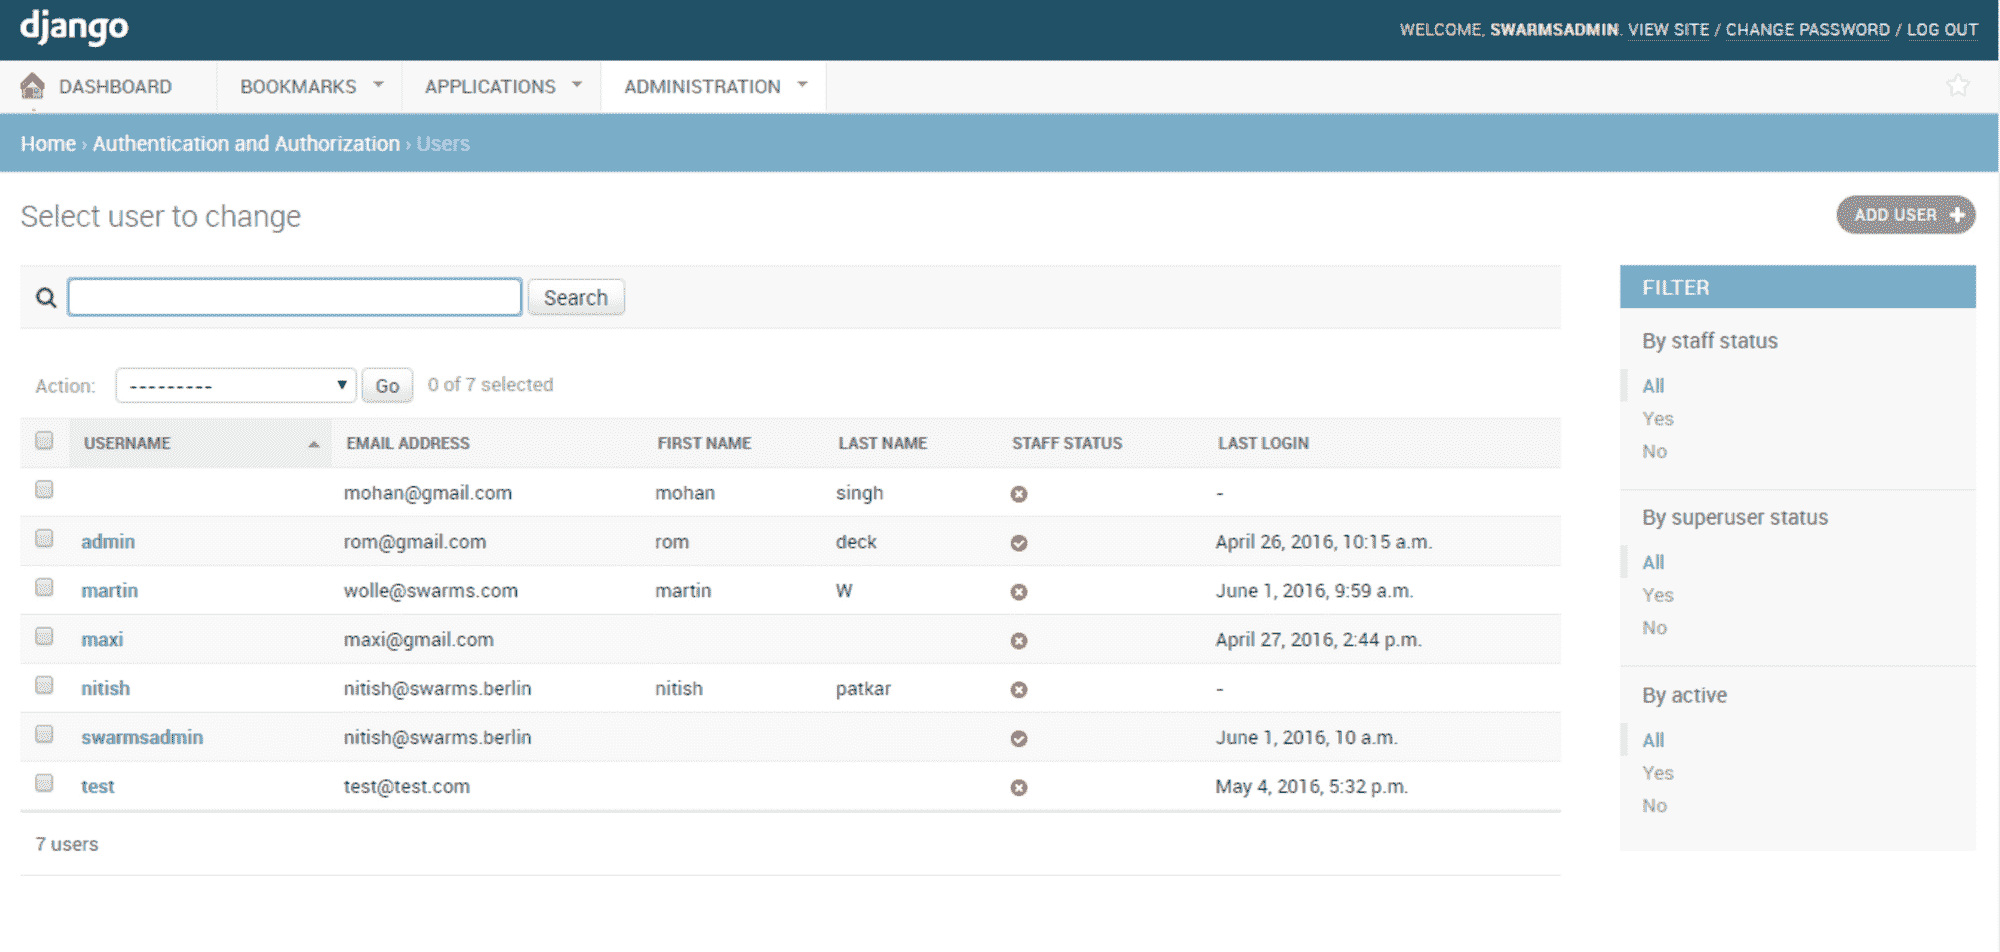 django
WELCOME, SWARMSADMIN. VIEW SITE / CHANGE PASSWORD / LOG OUT
DASHBOARD BOOKMARKS APPLICATIONS ADMINISTRATION
Home › Authentication and Authorization › Users
Select user to change
ADD USER +
Search
Action: --------- Go 0 of 7 selected
USERNAME EMAIL ADDRESS FIRST NAME LAST NAME STAFF STATUS LAST LOGIN
mohan@gmail.com mohan singh -
admin rom@gmail.com rom deck April 26, 2016, 10:15 a.m.
martin wolle@swarms.com martin W June 1, 2016, 9:59 a.m.
maxi maxi@gmail.com April 27, 2016, 2:44 p.m.
nitish nitish@swarms.berlin nitish patkar -
swarmsadmin nitish@swarms.berlin June 1, 2016, 10 a.m.
test test@test.com May 4, 2016, 5:32 p.m.
7 users
FILTER
By staff status
All
Yes
No
By superuser status
All
Yes
No
By active
All
Yes
No